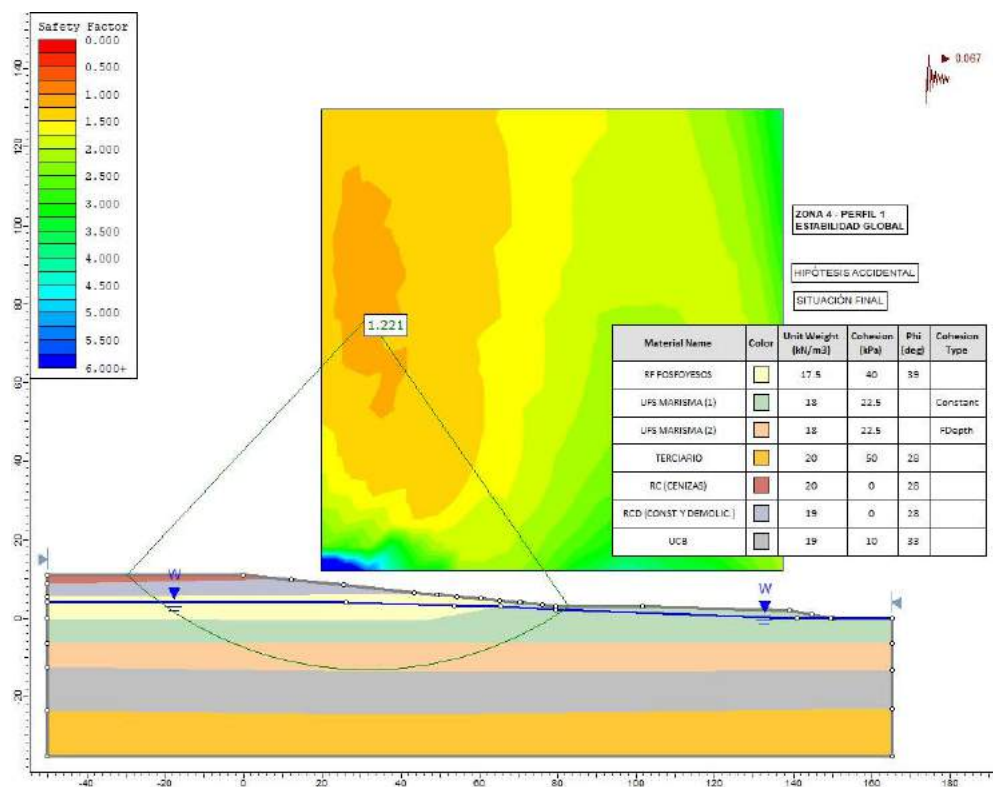 Safety Factor
0.000
0.500
1.000
1.500
2.000
2.500
3.000
3.500
4.000
4.500
5.000
5.500
6.000+
0.067
ZONA 4 - PERFIL 1
ESTABILIDAD GLOBAL
HIPÓTESIS ACCIDENTAL
SITUACIÓN FINAL
1.221
Material Name Color Unit Weight (kN/m3) Cohesion (kPa) Phi (deg) Cohesion Type
RF FOSFOYESOS 17.5 40 39
UFS MARISMA (1) 18 22.5 Constant
UFS MARISMA (2) 18 22.5 FDepth
TERCIARIO 20 50 28
RC (CENIZAS) 20 0 28
RCD (CONST Y DEMOLIC.) 19 0 28
UCB 19 10 33
W
W
140
120
100
80
60
40
20
0
-20
-40 -20 0 20 40 60 80 100 120 140 160 180